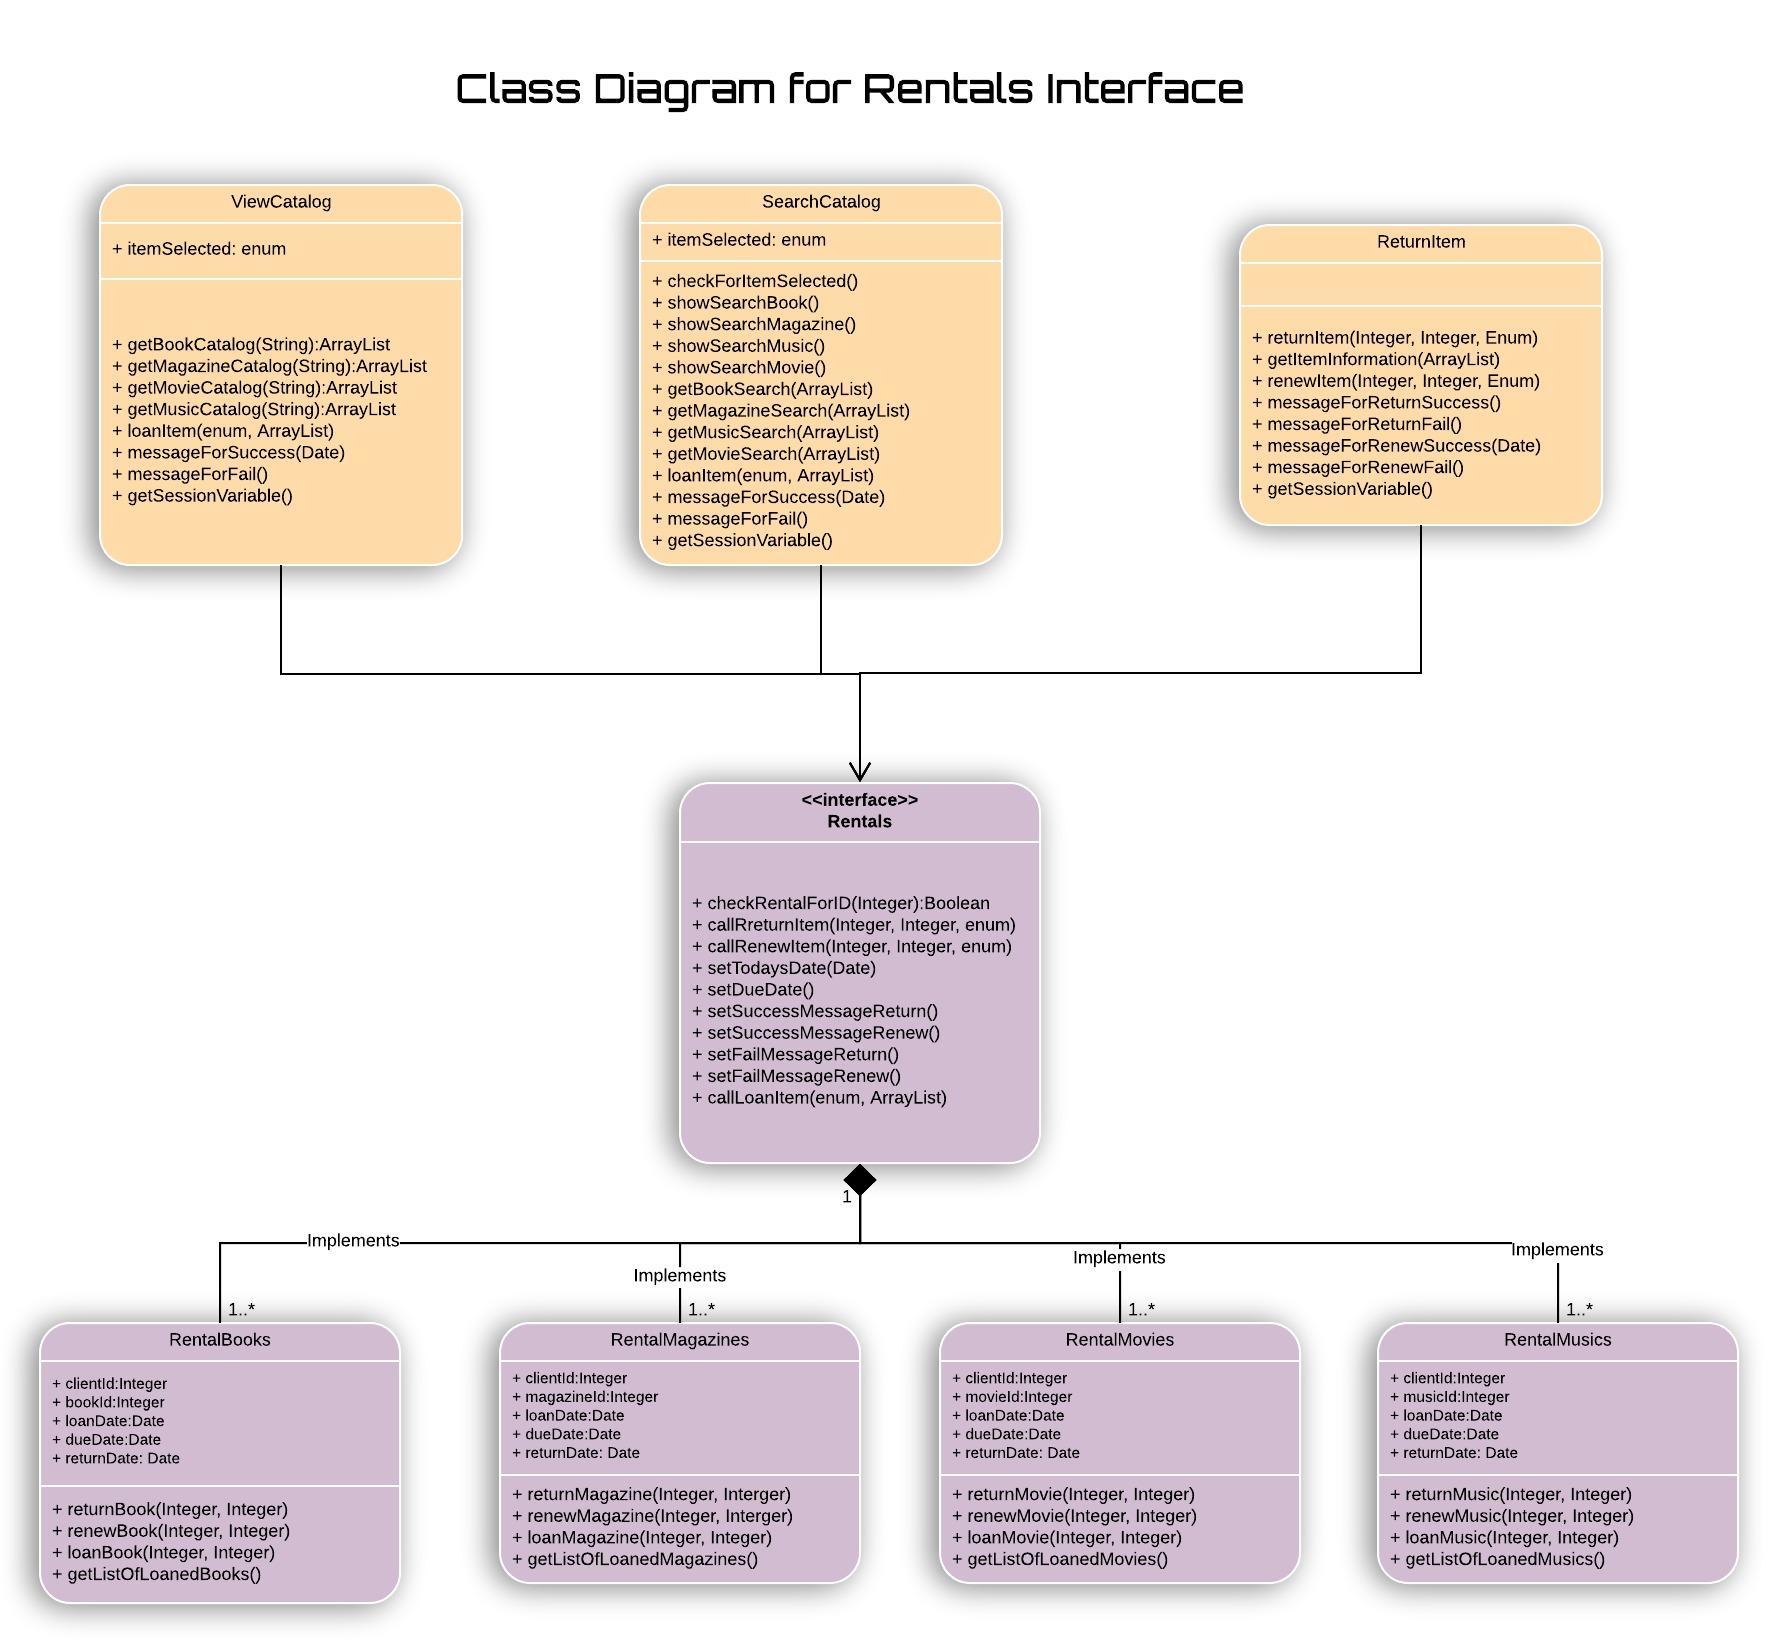 Class Diagram for Rentals Interface
ViewCatalog
+ itemSelected: enum
+ getBookCatalog(String):ArrayList
+ getMagazineCatalog(String):ArrayList
+ getMovieCatalog(String):ArrayList
+ getMusicCatalog(String):ArrayList
+ loanItem(enum, ArrayList)
+ messageForSuccess(Date)
+ messageForFail()
+ getSessionVariable()
SearchCatalog
+ itemSelected: enum
+ checkForItemSelected()
+ showSearchBook()
+ showSearchMagazine()
+ showSearchMusic()
+ showSearchMovie()
+ getBookSearch(ArrayList)
+ getMagazineSearch(ArrayList)
+ getMusicSearch(ArrayList)
+ getMovieSearch(ArrayList)
+ loanItem(enum, ArrayList)
+ messageForSuccess(Date)
+ messageForFail()
+ getSessionVariable()
ReturnItem
+ returnItem(Integer, Integer, Enum)
+ getItemInformation(ArrayList)
+ renewItem(Integer, Integer, Enum)
+ messageForReturnSuccess()
+ messageForReturnFail()
+ messageForRenewSuccess(Date)
+ messageForRenewFail()
+ getSessionVariable()
<<interface>>
Rentals
+ checkRentalForID(Integer):Boolean
+ callRreturnItem(Integer, Integer, enum)
+ callRenewItem(Integer, Integer, enum)
+ setTodaysDate(Date)
+ setDueDate()
+ setSuccessMessageReturn()
+ setSuccessMessageRenew()
+ setFailMessageReturn()
+ setFailMessageRenew()
+ callLoanItem(enum, ArrayList)
1
Implements
1..*
Implements
1..*
Implements
1..*
Implements
1..*
RentalBooks
+ clientId:Integer
+ bookId:Integer
+ loanDate:Date
+ dueDate:Date
+ returnDate: Date
+ returnBook(Integer, Integer)
+ renewBook(Integer, Integer)
+ loanBook(Integer, Integer)
+ getListOfLoanedBooks()
RentalMagazines
+ clientId:Integer
+ magazineId:Integer
+ loanDate:Date
+ dueDate:Date
+ returnDate: Date
+ returnMagazine(Integer, Interger)
+ renewMagazine(Integer, Interger)
+ loanMagazine(Integer, Integer)
+ getListOfLoanedMagazines()
RentalMovies
+ clientId:Integer
+ movieId:Integer
+ loanDate:Date
+ dueDate:Date
+ returnDate: Date
+ returnMovie(Integer, Integer)
+ renewMovie(Integer, Integer)
+ loanMovie(Integer, Integer)
+ getListOfLoanedMovies()
RentalMusics
+ clientId:Integer
+ musicId:Integer
+ loanDate:Date
+ dueDate:Date
+ returnDate: Date
+ returnMusic(Integer, Integer)
+ renewMusic(Integer, Integer)
+ loanMusic(Integer, Integer)
+ getListOfLoanedMusics()